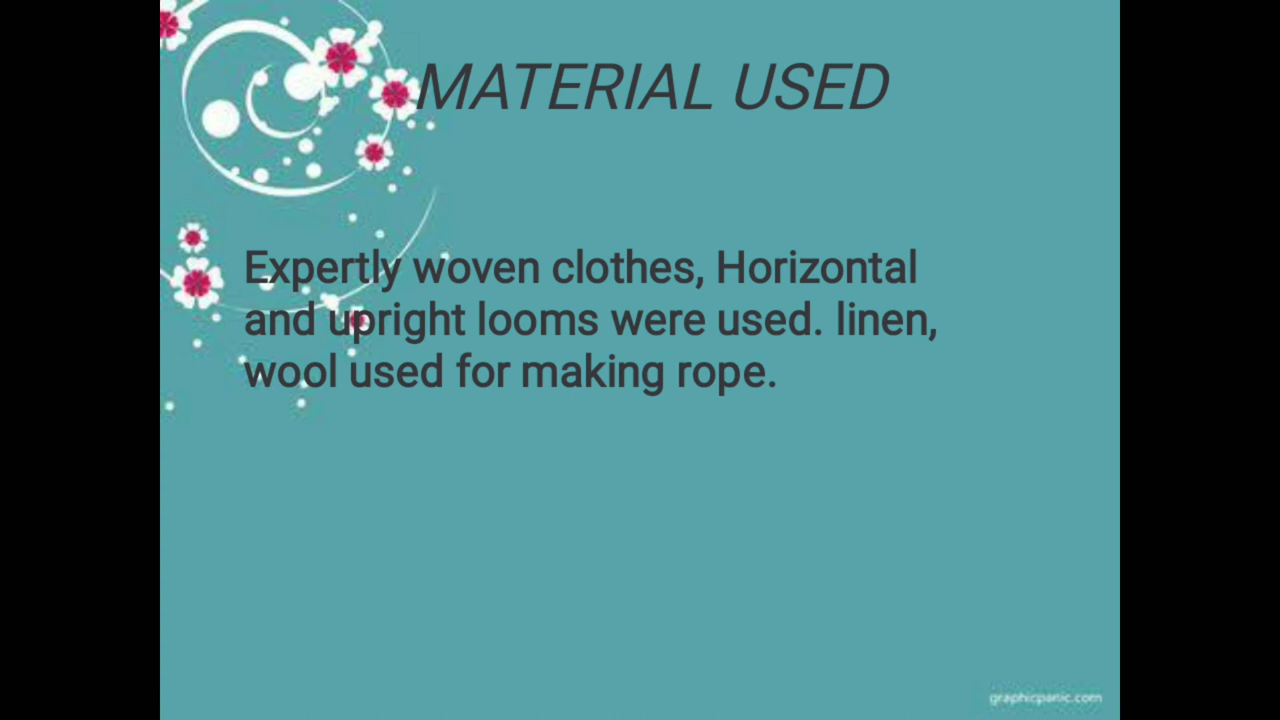 MATERIAL USED
Expertly woven clothes, Horizontal
and upright looms were used. linen,
wool used for making rope.
graphicpanic.com